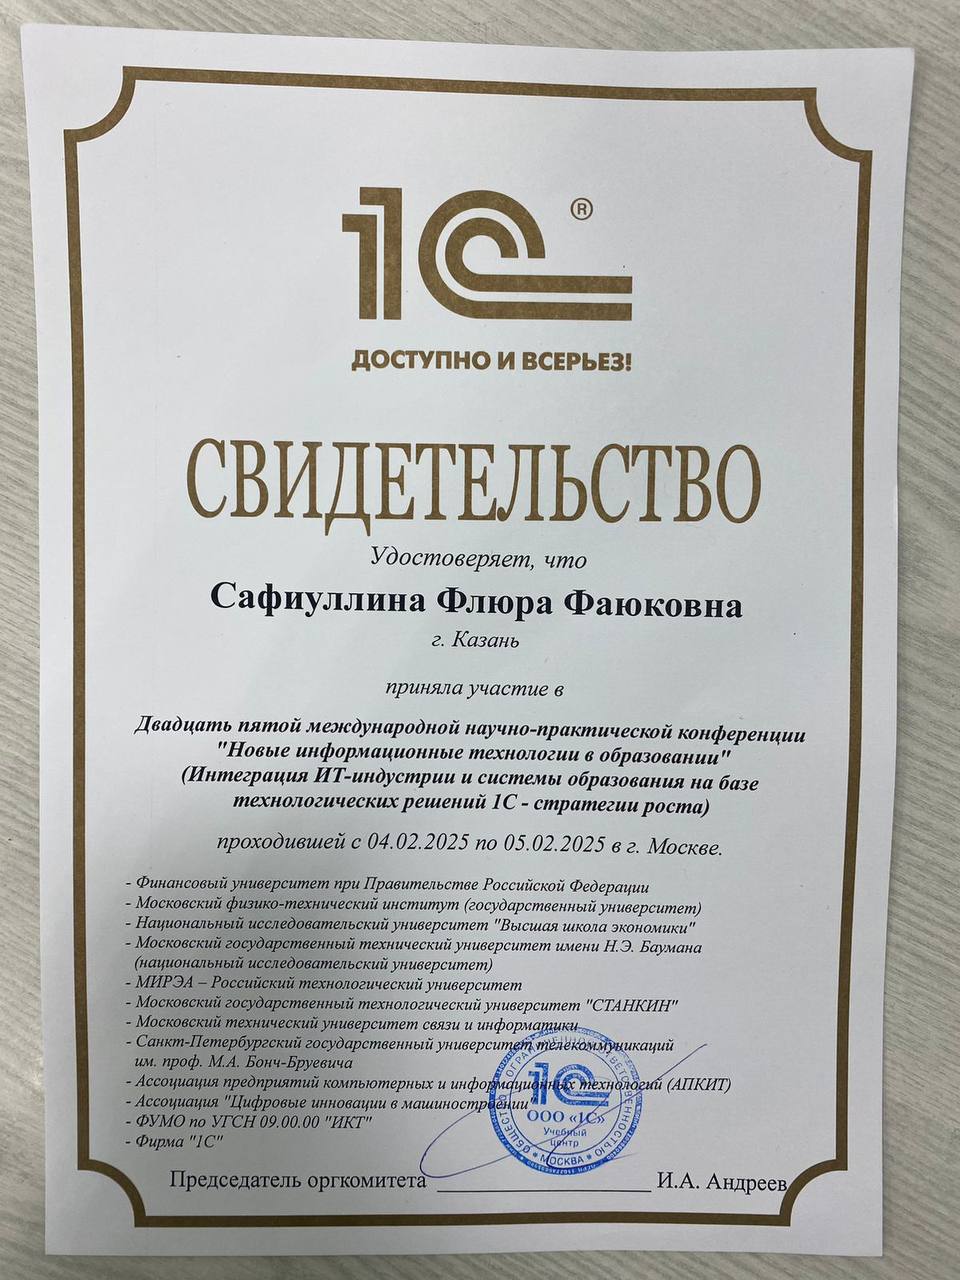 1С ®
ДОСТУПНО И ВСЕРЬЕЗ!
СВИДЕТЕЛЬСТВО
Удостоверяет, что
Сафиуллина Флюра Фаюковна
г. Казань
приняла участие в
Двадцать пятой международной научно-практической конференции
"Новые информационные технологии в образовании"
(Интеграция ИТ-индустрии и системы образования на базе
технологических решений 1С - стратегии роста)
проходившей с 04.02.2025 по 05.02.2025 в г. Москве.
- Финансовый университет при Правительстве Российской Федерации
- Московский физико-технический институт (государственный университет)
- Национальный исследовательский университет "Высшая школа экономики"
- Московский государственный технический университет имени Н.Э. Баумана
(национальный исследовательский университет)
- МИРЭА – Российский технологический университет
- Московский государственный технологический университет "СТАНКИН"
- Московский технический университет связи и информатики
- Санкт-Петербургский государственный университет телекоммуникаций
им. проф. М.А. Бонч-Бруевича
- Ассоциация предприятий компьютерных и информационных технологий (АПКИТ)
- Ассоциация "Цифровые инновации в машиностроении"
- ФУМО по УГСН 09.00.00 "ИКТ"
- Фирма "1С"
ОБЩЕСТВО С ОГРАНИЧЕННОЙ ОТВЕТСТВЕННОСТЬЮ
1С
ООО «1С»
Учебный
центр
* МОСКВА *
Председатель оргкомитета ____________________ И.А. Андреев